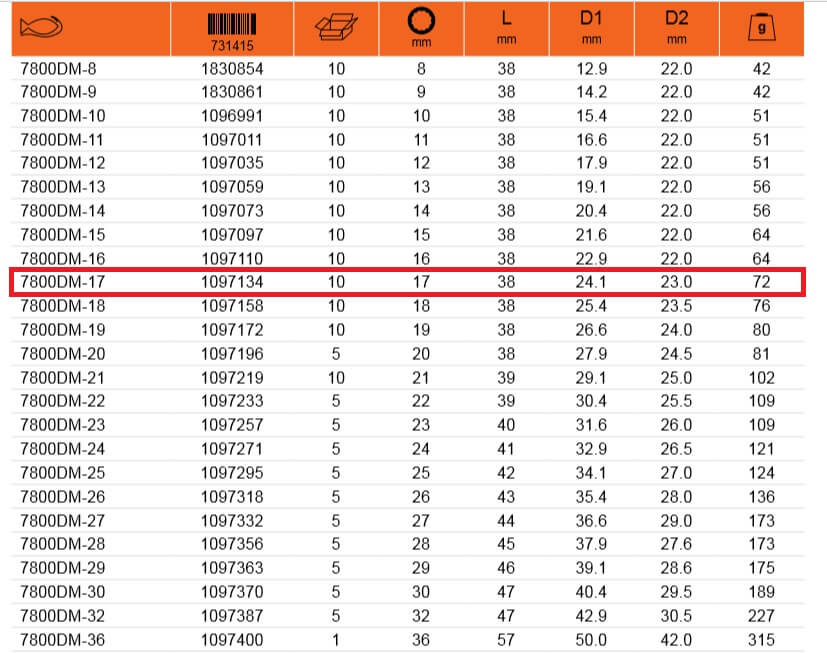 731415 mm L mm D1 mm D2 mm g
7800DM-8 1830854 10 8 38 12.9 22.0 42
7800DM-9 1830861 10 9 38 14.2 22.0 42
7800DM-10 1096991 10 10 38 15.4 22.0 51
7800DM-11 1097011 10 11 38 16.6 22.0 51
7800DM-12 1097035 10 12 38 17.9 22.0 51
7800DM-13 1097059 10 13 38 19.1 22.0 56
7800DM-14 1097073 10 14 38 20.4 22.0 56
7800DM-15 1097097 10 15 38 21.6 22.0 64
7800DM-16 1097110 10 16 38 22.9 22.0 64
7800DM-17 1097134 10 17 38 24.1 23.0 72
7800DM-18 1097158 10 18 38 25.4 23.5 76
7800DM-19 1097172 10 19 38 26.6 24.0 80
7800DM-20 1097196 5 20 38 27.9 24.5 81
7800DM-21 1097219 10 21 39 29.1 25.0 102
7800DM-22 1097233 5 22 39 30.4 25.5 109
7800DM-23 1097257 5 23 40 31.6 26.0 109
7800DM-24 1097271 5 24 41 32.9 26.5 121
7800DM-25 1097295 5 25 42 34.1 27.0 124
7800DM-26 1097318 5 26 43 35.4 28.0 136
7800DM-27 1097332 5 27 44 36.6 29.0 173
7800DM-28 1097356 5 28 45 37.9 27.6 173
7800DM-29 1097363 5 29 46 39.1 28.6 175
7800DM-30 1097370 5 30 47 40.4 29.5 189
7800DM-32 1097387 5 32 47 42.9 30.5 227
7800DM-36 1097400 1 36 57 50.0 42.0 315